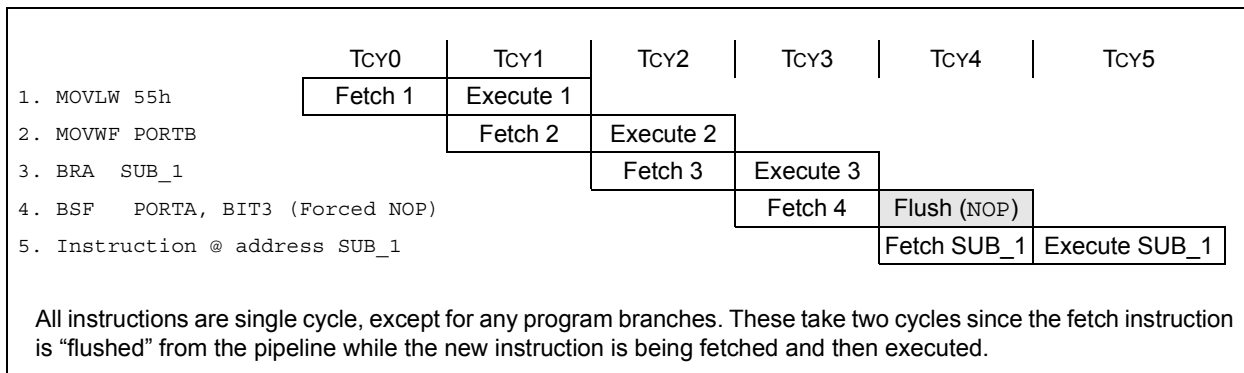 TCY0 TCY1 TCY2 TCY3 TCY4 TCY5
1. MOVLW 55h Fetch 1 Execute 1
2. MOVWF PORTB Fetch 2 Execute 2
3. BRA SUB_1 Fetch 3 Execute 3
4. BSF PORTA, BIT3 (Forced NOP) Fetch 4 Flush (NOP)
5. Instruction @ address SUB_1 Fetch SUB_1 Execute SUB_1
All instructions are single cycle, except for any program branches. These take two cycles since the fetch instruction
is “flushed” from the pipeline while the new instruction is being fetched and then executed.